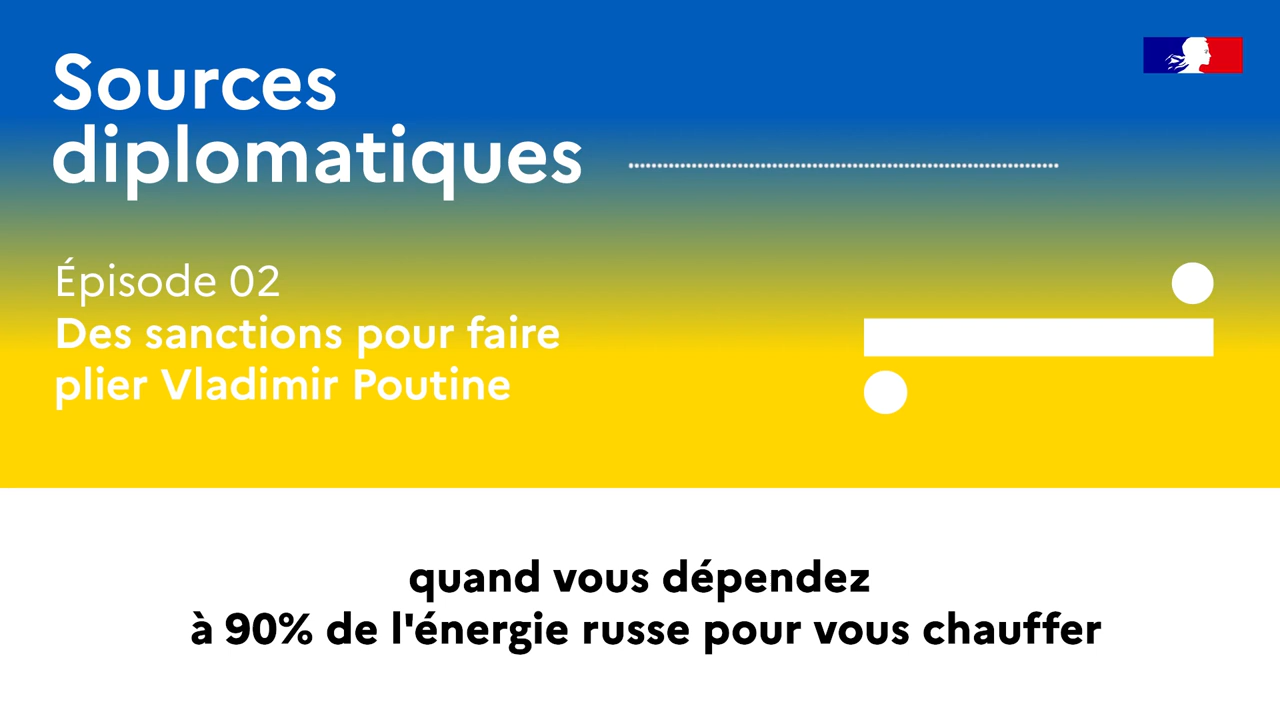 Sources
diplomatiques
Épisode 02
Des sanctions pour faire
plier Vladimir Poutine
quand vous dépendez
à 90% de l'énergie russe pour vous chauffer